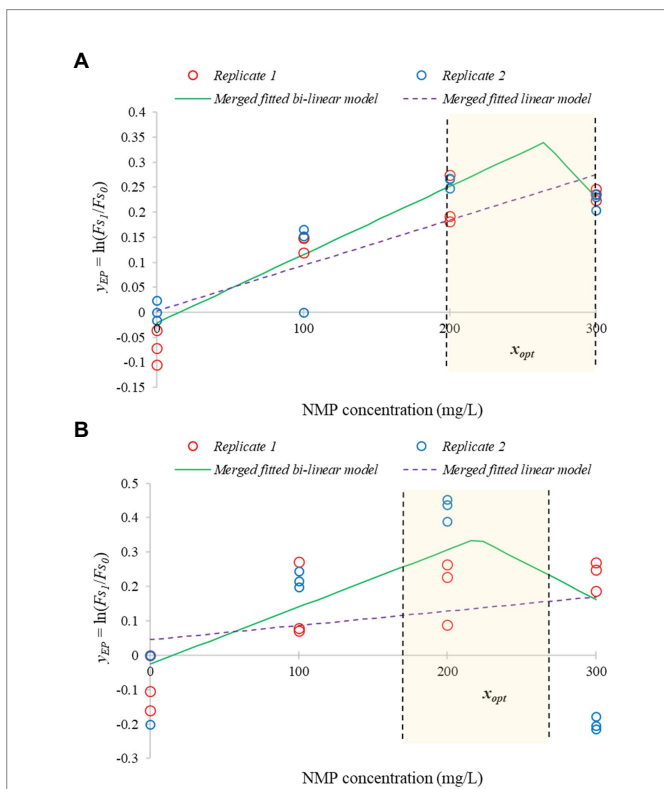 A
Replicate 1
Replicate 2
Merged fitted bi-linear model
Merged fitted linear model
0.4
0.35
0.3
0.25
0.2
0.15
0.1
0.05
0
-0.05
-0.1
-0.15
y_EP = ln(Fs_1/Fs_0)
0 100 200 300
x_opt
NMP concentration (mg/L)
B
Replicate 1
Replicate 2
Merged fitted bi-linear model
Merged fitted linear model
0.5
0.4
0.3
0.2
0.1
0
-0.1
-0.2
-0.3
y_EP = ln(Fs_1/Fs_0)
0 100 200 300
x_opt
NMP concentration (mg/L)